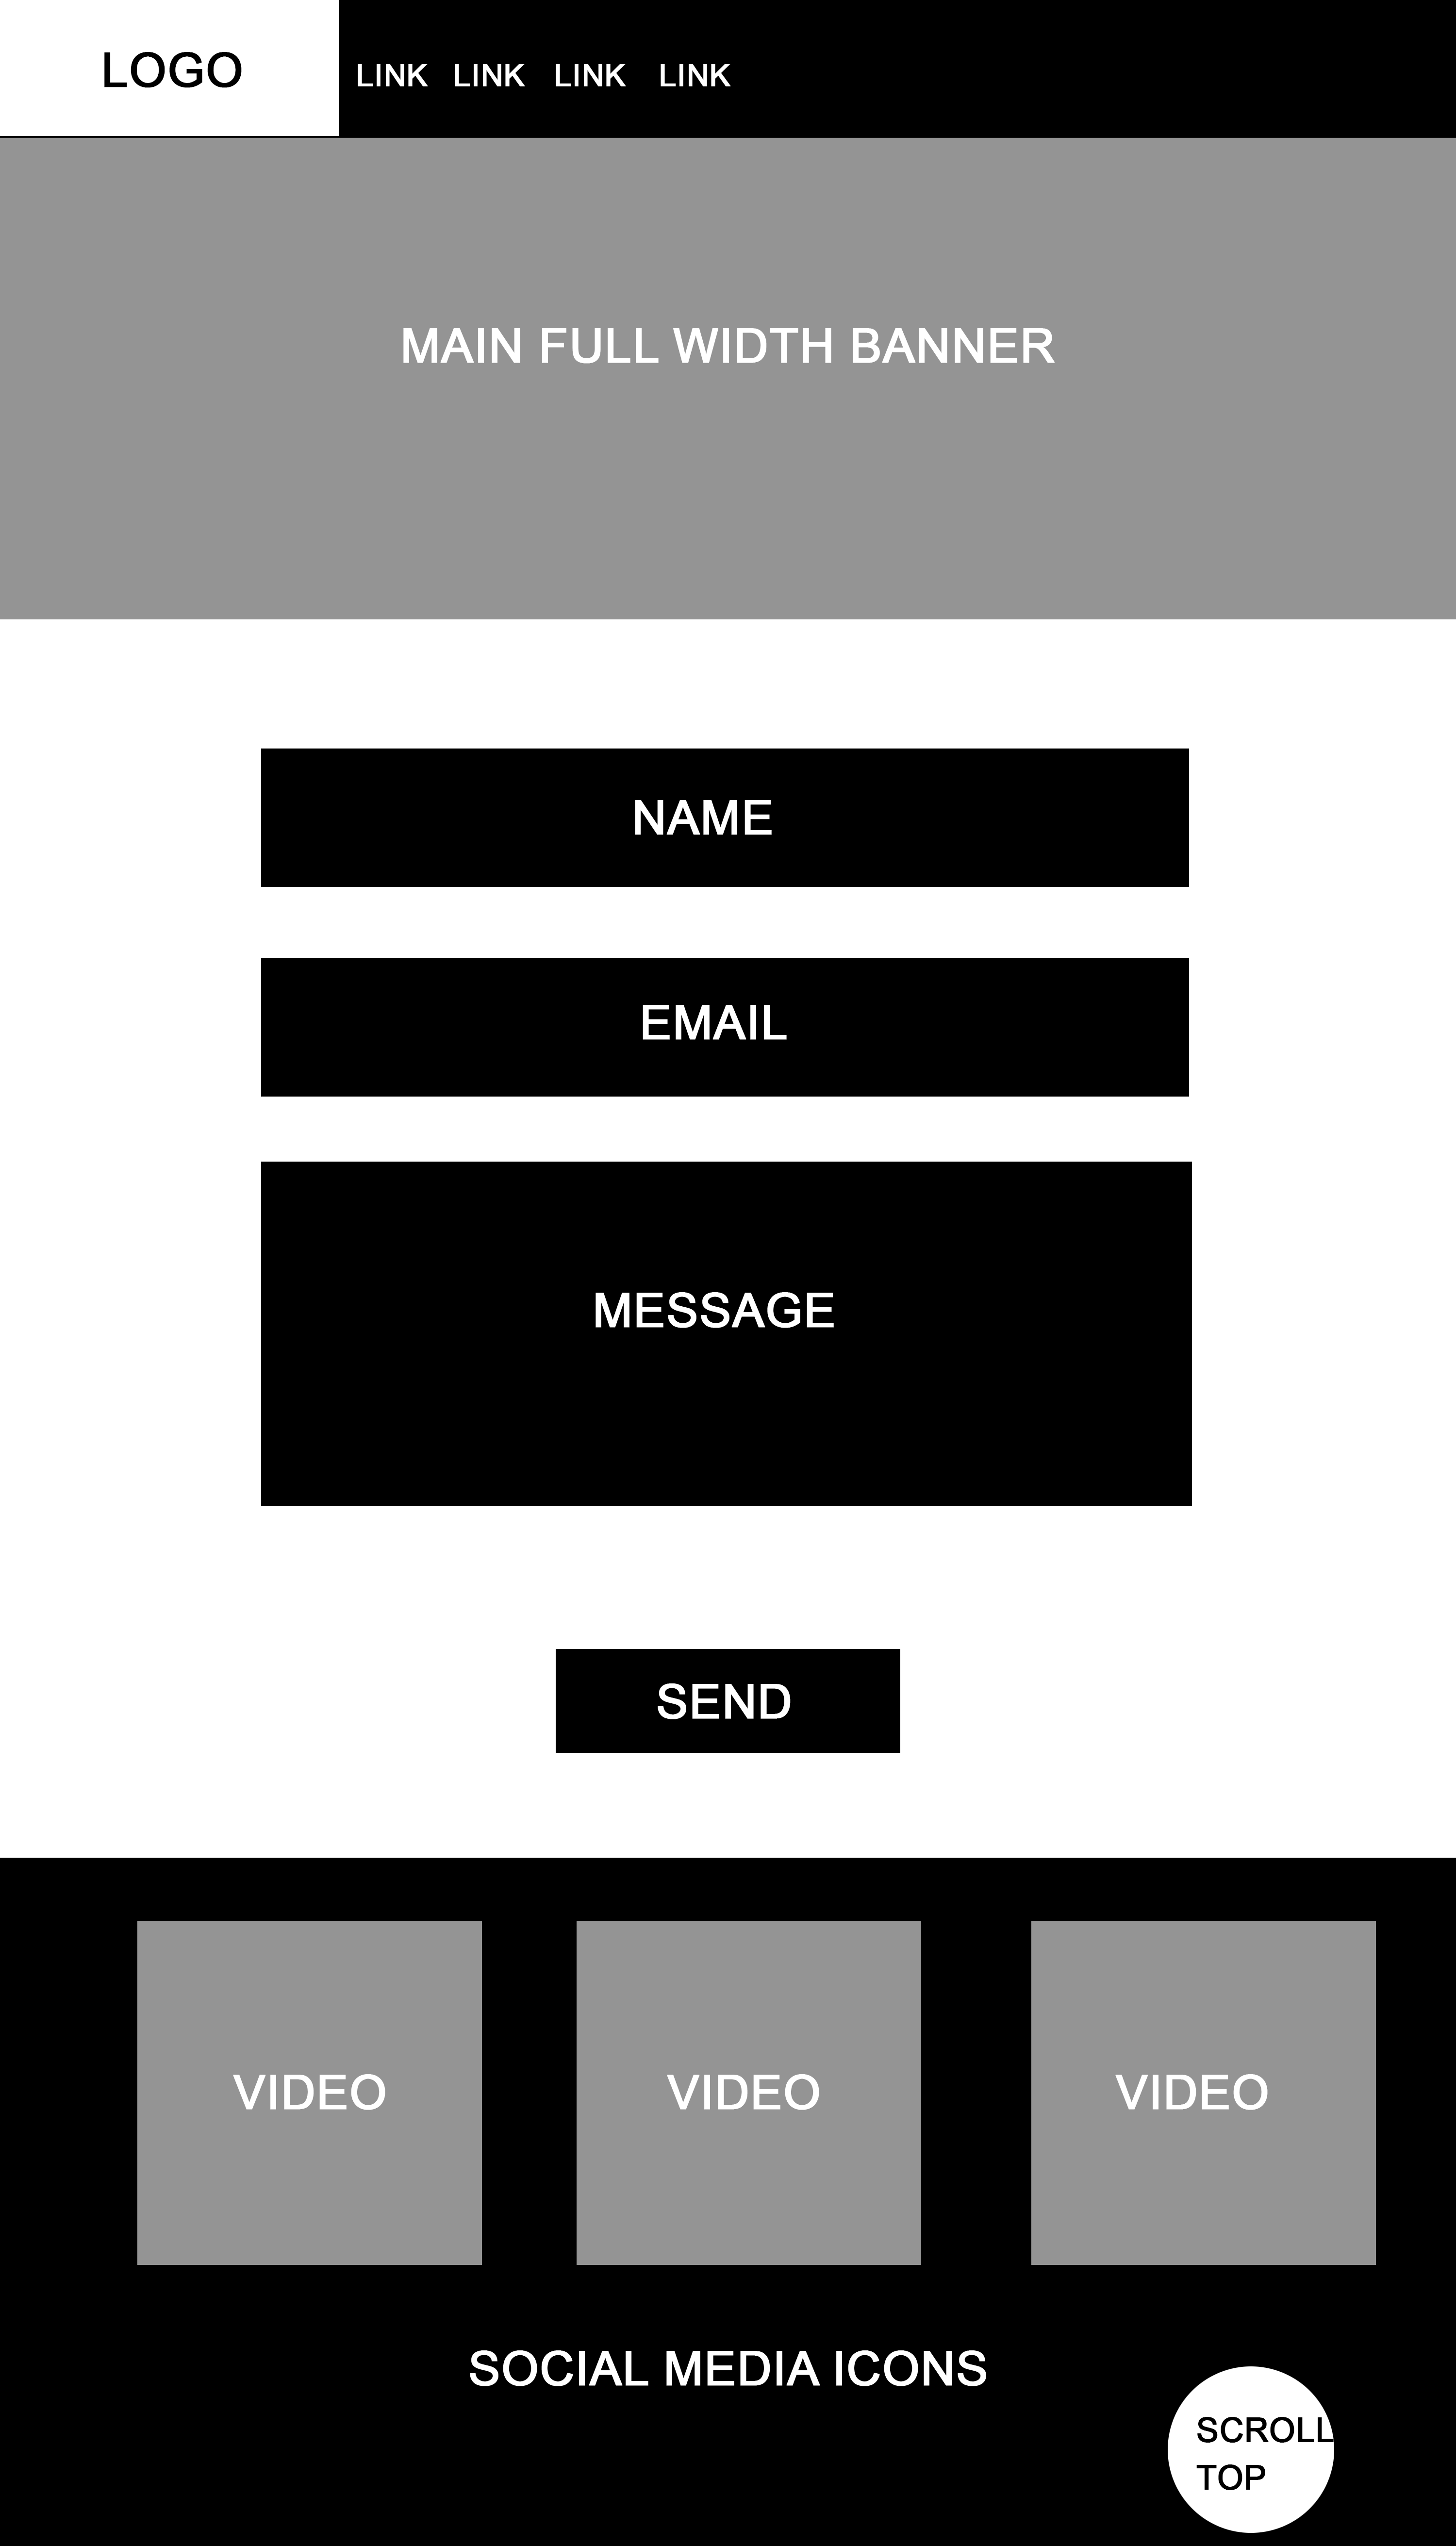 LOGO
LINK LINK LINK LINK
MAIN FULL WIDTH BANNER
NAME
EMAIL
MESSAGE
SEND
VIDEO VIDEO VIDEO
SOCIAL MEDIA ICONS
SCROLL
TOP